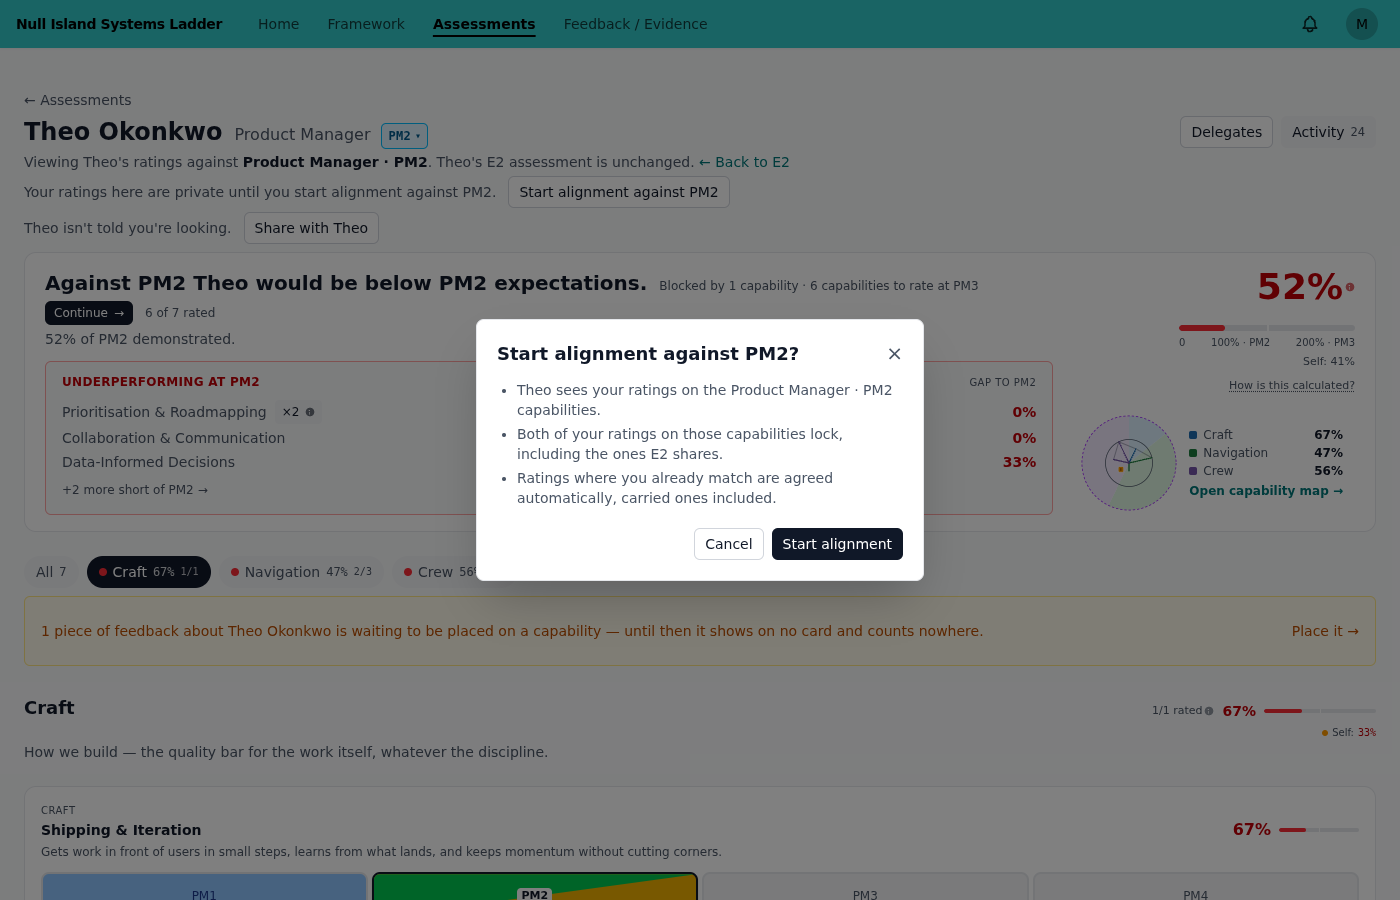 Null Island Systems Ladder Home Framework Assessments Feedback / Evidence M
← Assessments
Theo Okonkwo Product Manager PM2 ▾ Delegates Activity 24
Viewing Theo's ratings against Product Manager · PM2. Theo's E2 assessment is unchanged. ← Back to E2
Your ratings here are private until you start alignment against PM2. Start alignment against PM2
Theo isn't told you're looking. Share with Theo
Against PM2 Theo would be below PM2 expectations. Blocked by 1 capability · 6 capabilities to rate at PM3 52%
Continue → 6 of 7 rated
52% of PM2 demonstrated.
0 100% · PM2 200% · PM3
Self: 41%
How is this calculated?
UNDERPERFORMING AT PM2 GAP TO PM2
Prioritisation & Roadmapping ×2 0%
Collaboration & Communication 0%
Data-Informed Decisions 33%
+2 more short of PM2 →
Craft 67%
Navigation 47%
Crew 56%
Open capability map →
Start alignment against PM2?
• Theo sees your ratings on the Product Manager · PM2
capabilities.
• Both of your ratings on those capabilities lock,
including the ones E2 shares.
• Ratings where you already match are agreed
automatically, carried ones included.
Cancel Start alignment
All 7 Craft 67% 1/1 Navigation 47% 2/3 Crew
1 piece of feedback about Theo Okonkwo is waiting to be placed on a capability — until then it shows on no card and counts nowhere. Place it →
Craft 1/1 rated 67%
Self: 33%
How we build — the quality bar for the work itself, whatever the discipline.
CRAFT
Shipping & Iteration 67%
Gets work in front of users in small steps, learns from what lands, and keeps momentum without cutting corners.
PM1 PM2 PM3 PM4